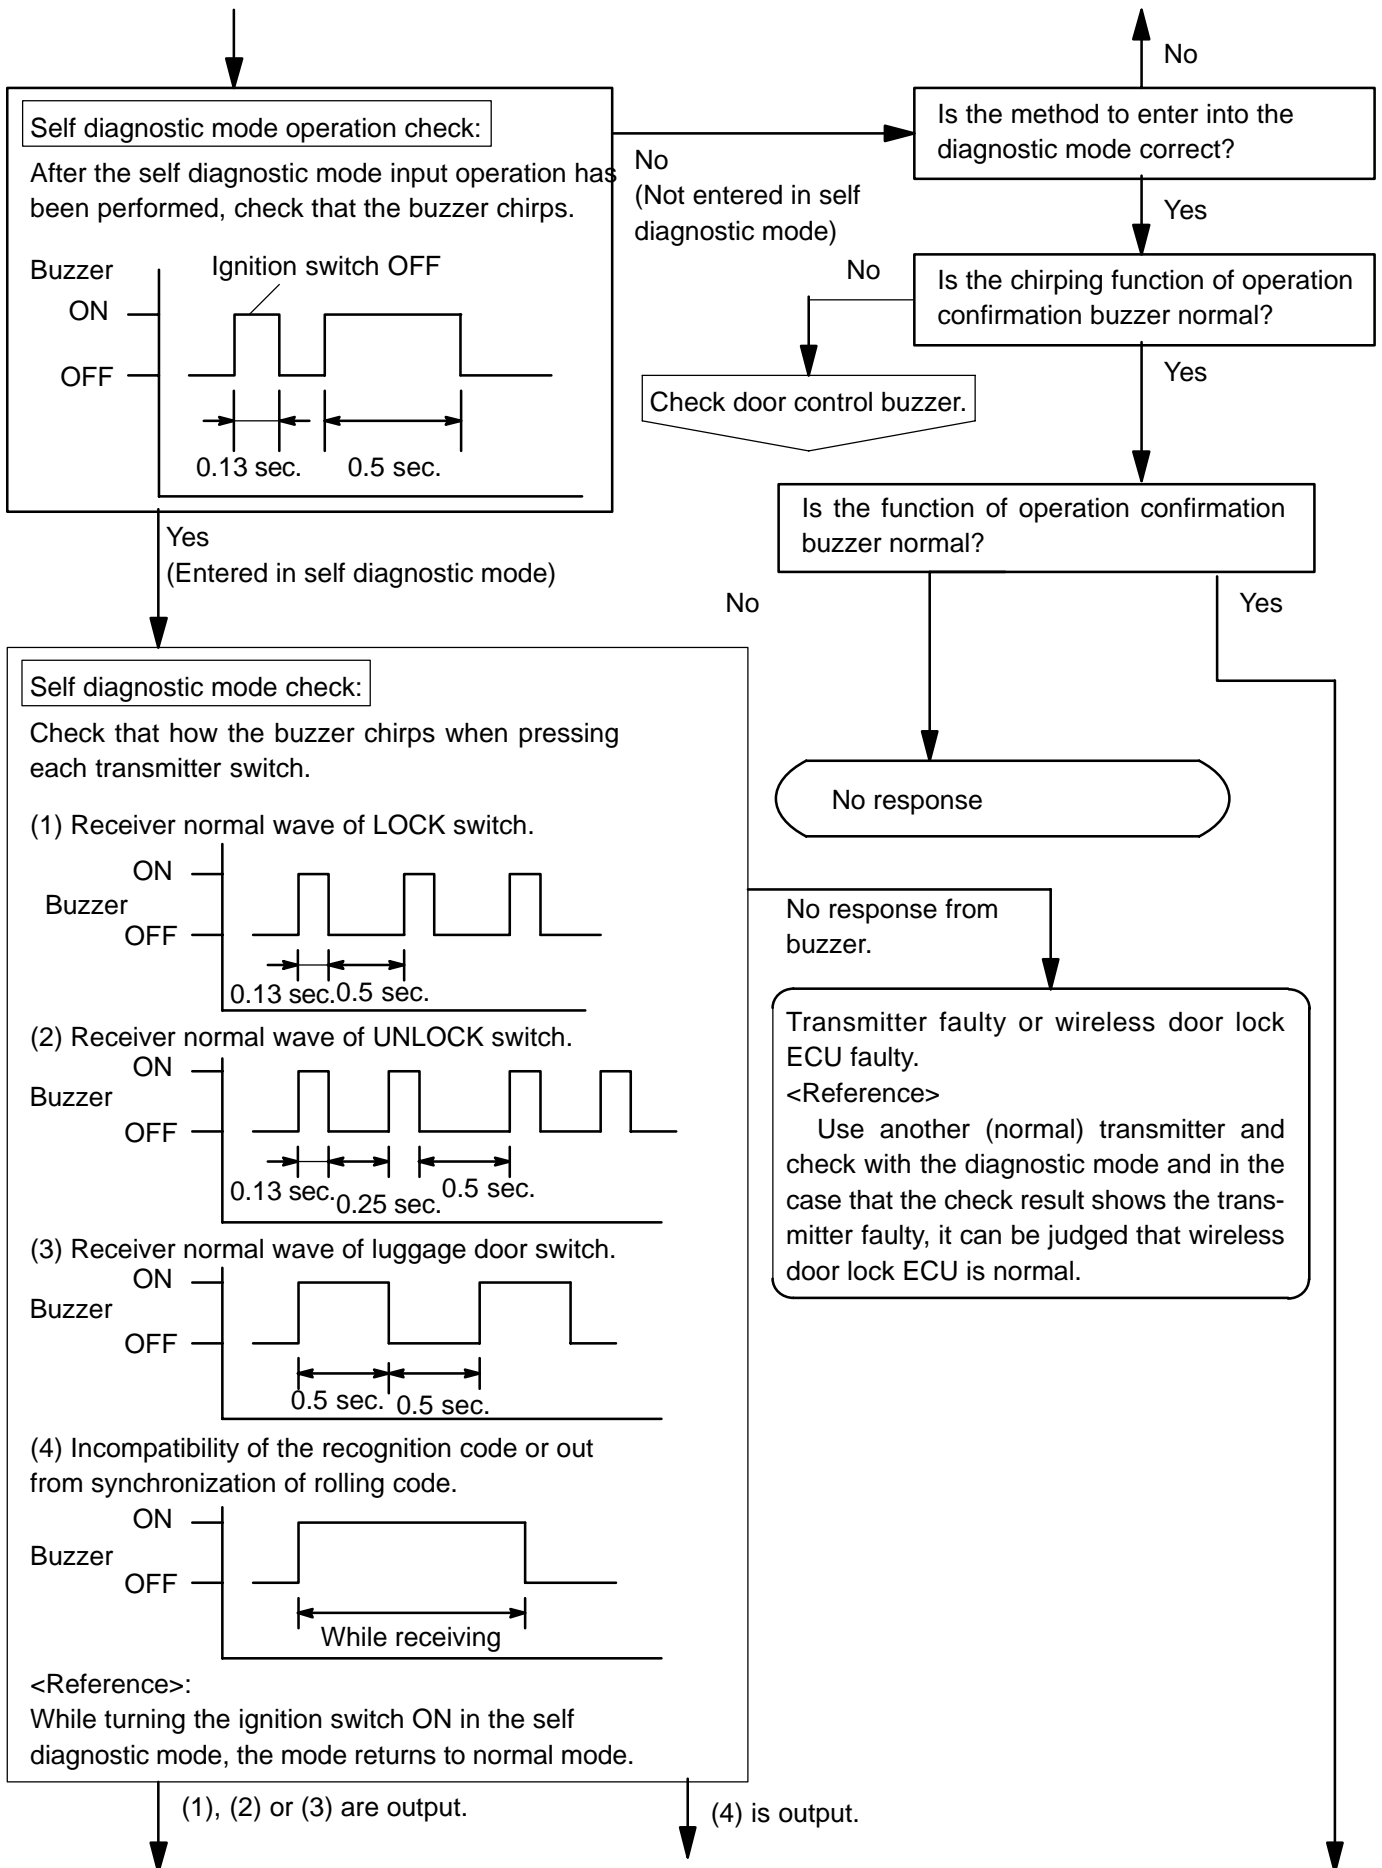 Self diagnostic mode operation check:
After the self diagnostic mode input operation has
been performed, check that the buzzer chirps.
Buzzer
Ignition switch OFF
ON
OFF
0.13 sec.
0.5 sec.
No
(Not entered in self
diagnostic mode)
No
Is the method to enter into the
diagnostic mode correct?
Yes
Is the chirping function of operation
confirmation buzzer normal?
No
Check door control buzzer.
Yes
Is the function of operation confirmation
buzzer normal?
No
Yes
No response
Yes
(Entered in self diagnostic mode)
Self diagnostic mode check:
Check that how the buzzer chirps when pressing
each transmitter switch.
(1) Receiver normal wave of LOCK switch.
ON
Buzzer
OFF
0.13 sec.
0.5 sec.
(2) Receiver normal wave of UNLOCK switch.
ON
Buzzer
OFF
0.13 sec.
0.25 sec.
0.5 sec.
(3) Receiver normal wave of luggage door switch.
ON
Buzzer
OFF
0.5 sec.
0.5 sec.
(4) Incompatibility of the recognition code or out
from synchronization of rolling code.
ON
Buzzer
OFF
While receiving
<Reference>:
While turning the ignition switch ON in the self
diagnostic mode, the mode returns to normal mode.
No response from
buzzer.
Transmitter faulty or wireless door lock
ECU faulty.
<Reference>
Use another (normal) transmitter and
check with the diagnostic mode and in the
case that the check result shows the trans-
mitter faulty, it can be judged that wireless
door lock ECU is normal.
(1), (2) or (3) are output.
(4) is output.